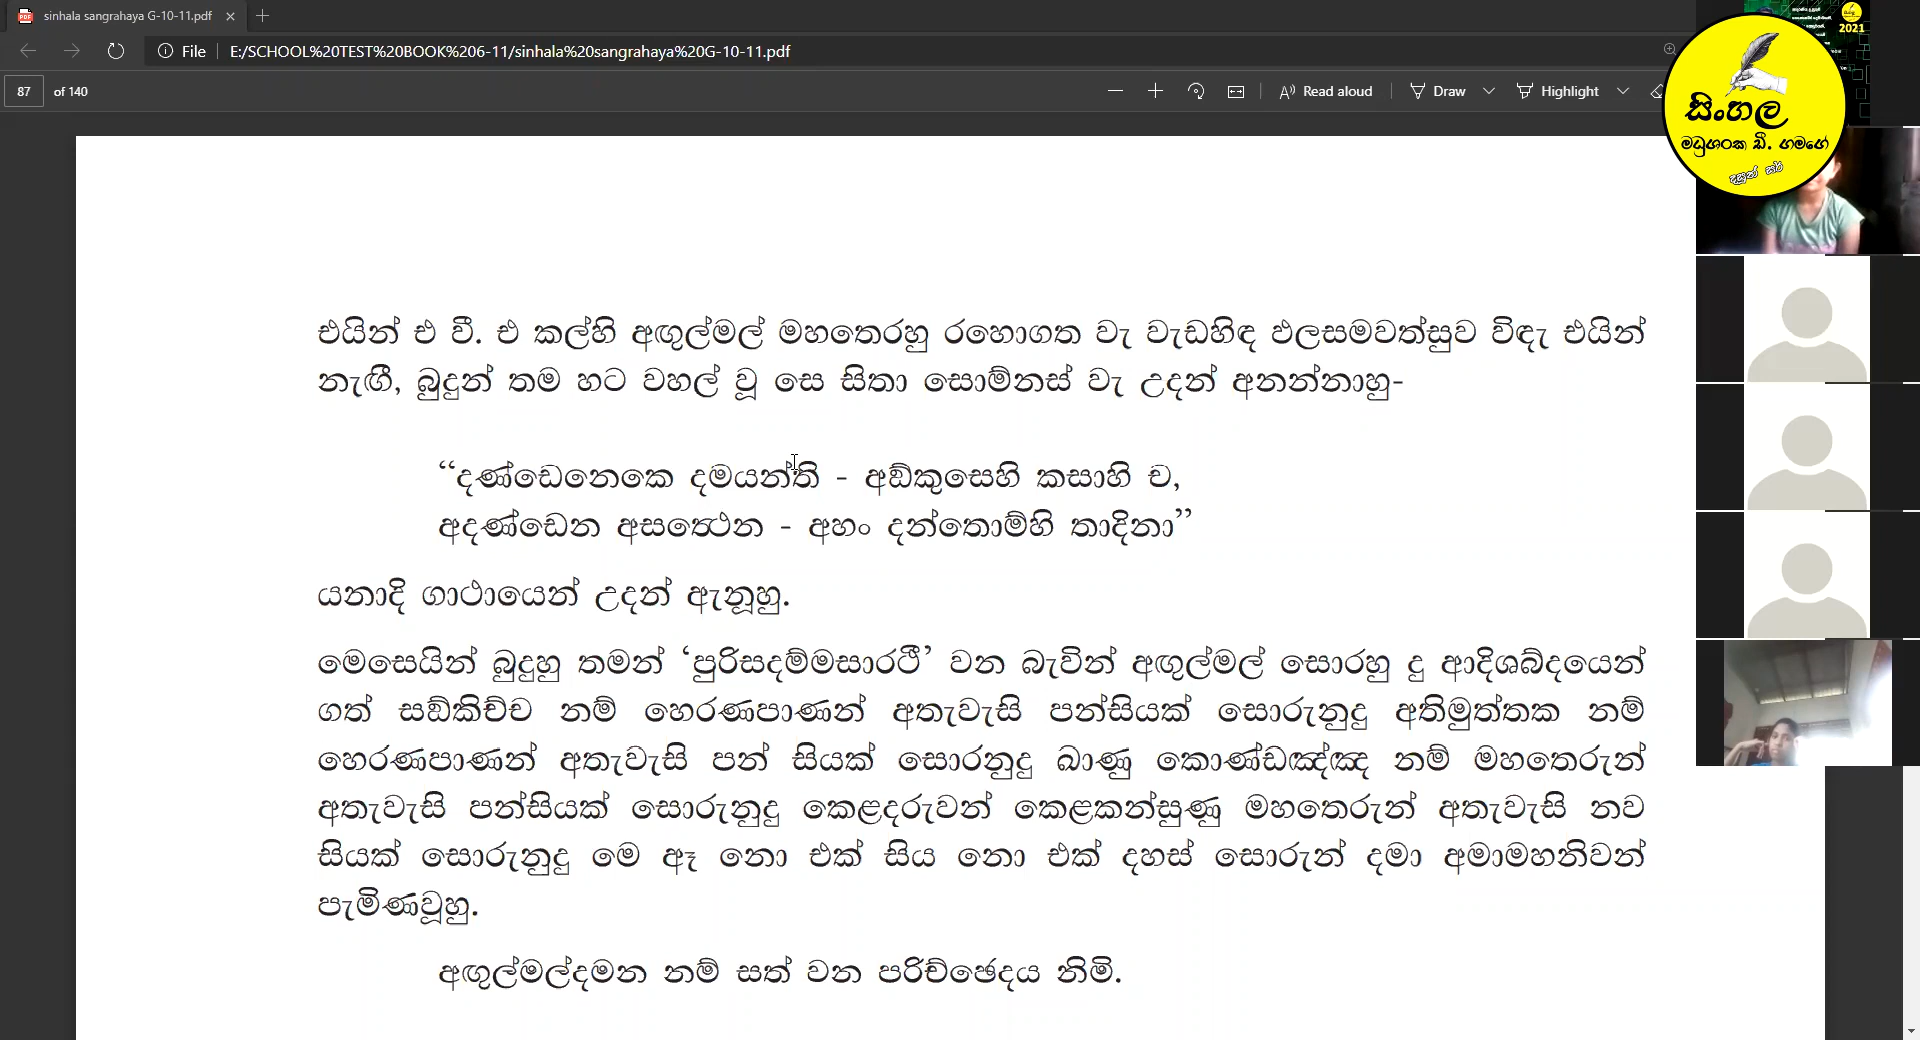 sinhala sangrahaya G-10-11.pdf
File E:/SCHOOL%20TEST%20BOOK%206-11/sinhala%20sangrahaya%20G-10-11.pdf
87 of 140 Read aloud Draw Highlight
2021
සිංහල
මධුශංක ඩී. ගමගේ
එයින් එ වී. එ කල්හි අඟුල්මල් මහතෙරහු රහොගත වැ වැඩහිඳ ඵලසමවත්සුව විඳැ එයින්
නැඟී, බුදුන් තම හට වහල් වූ සෙ සිතා සොම්නස් වැ උදන් අනන්නාහු-
“දණ්ඩෙනෙකෙ දමයන්ති - අඞ්කුසෙහි කසාහි ච,
අදණ්ඩෙන අසත්‍ථෙන - අහං දන්තොම්හි තාදිනා”
යනාදි ගාථායෙන් උදන් ඇනූහු.
මෙසෙයින් බුදුහු තමන් ‘පුරිසදම්මසාරථී’ වන බැවින් අඟුල්මල් සොරහු දු ආදිශබ්දයෙන්
ගත් සඞ්කිච්ච නම් හෙරණපාණන් අතැවැසි පන්සියක් සොරුනුදු අතිමුත්තක නම්
හෙරණපාණන් අතැවැසි පන් සියක් සොරනුදු ඛාණු කොණ්ඩඤ්ඤ නම් මහතෙරුන්
අතැවැසි පන්සියක් සොරුනුදු කෙළදරුවන් කෙළකන්සුණු මහතෙරුන් අතැවැසි නව
සියක් සොරුනුදු මෙ ඈ නො එක් සිය නො එක් දහස් සොරුන් දමා අමාමහනිවන්
පැමිණවූහු.
අඟුල්මල්දමන නම් සත් වන පරිච්ඡෙදය නිමි.